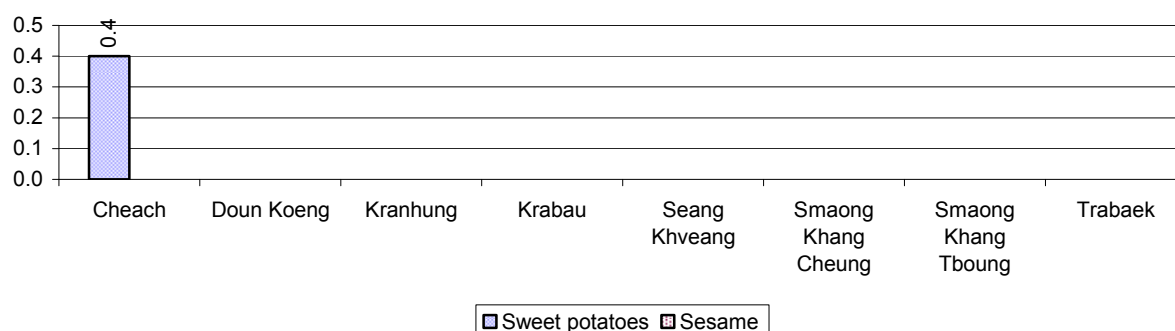 0.5
0.4
0.3
0.2
0.1
0.0
0.4
Cheach
Doun Koeng
Kranhung
Krabau
Seang
Khveang
Smaong
Khang
Cheung
Smaong
Khang
Tboung
Trabaek
Sweet potatoes Sesame